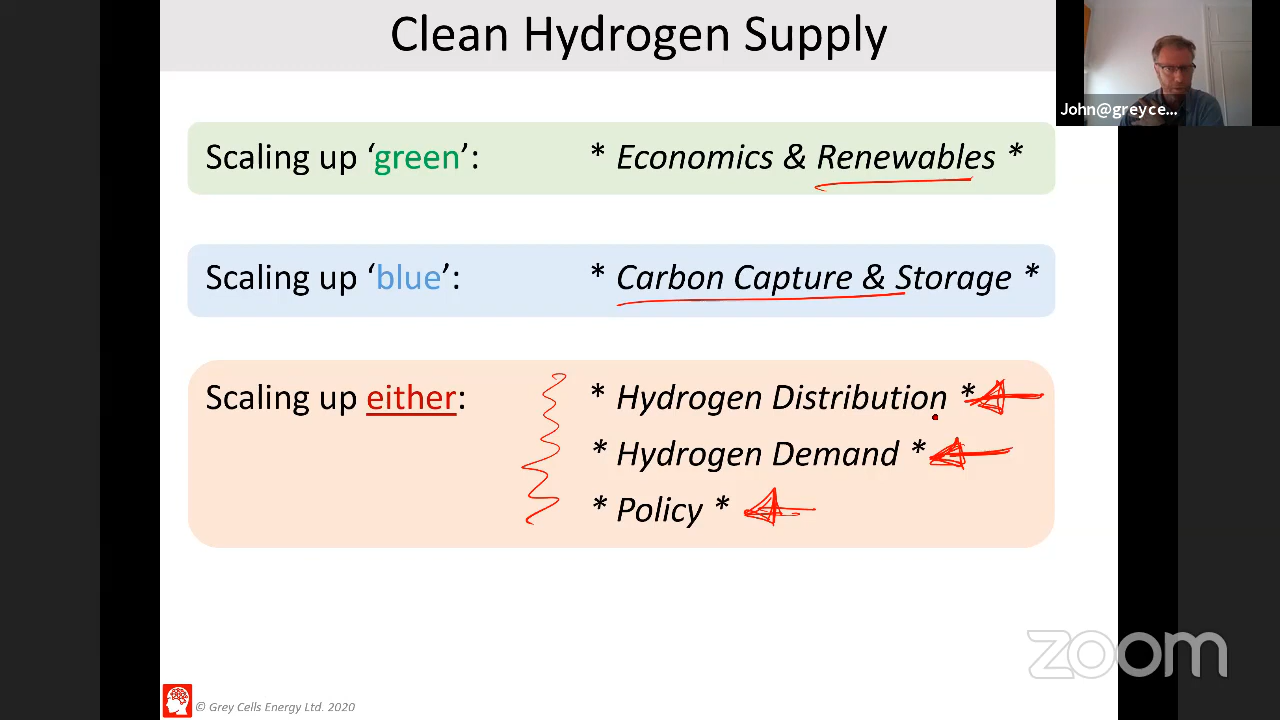 Clean Hydrogen Supply
John@greyce...
Scaling up ‘green’: * Economics & Renewables *
Scaling up ‘blue’: * Carbon Capture & Storage *
Scaling up either: * Hydrogen Distribution *
* Hydrogen Demand *
* Policy *
zoom
© Grey Cells Energy Ltd. 2020